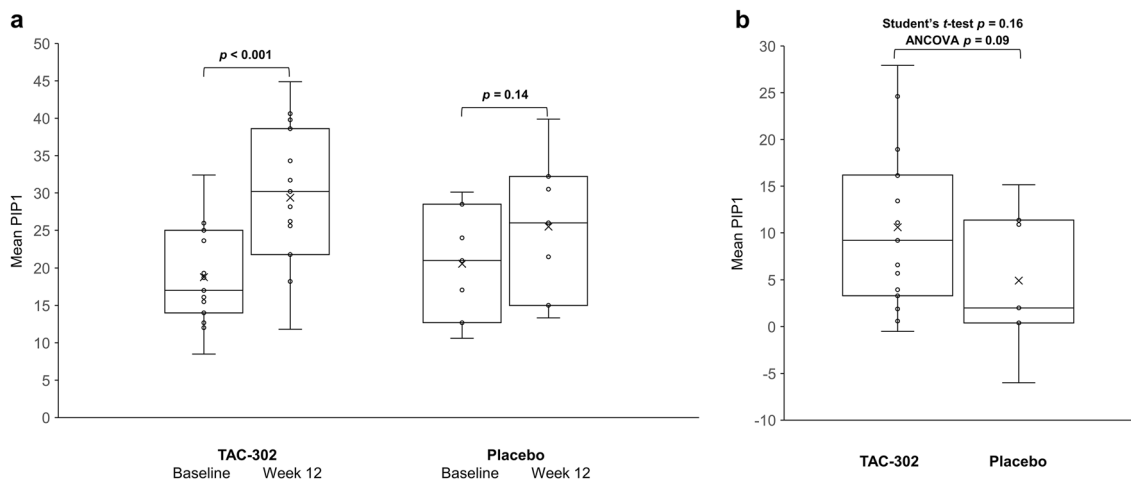 a
50
45
40
35
30
25
20
15
10
5
0
Mean PIP1
p < 0.001
p = 0.14
TAC-302
Baseline Week 12
Placebo
Baseline Week 12
b
Student's t-test p = 0.16
ANCOVA p = 0.09
30
25
20
15
10
5
0
-5
-10
Mean PIP1
TAC-302 Placebo